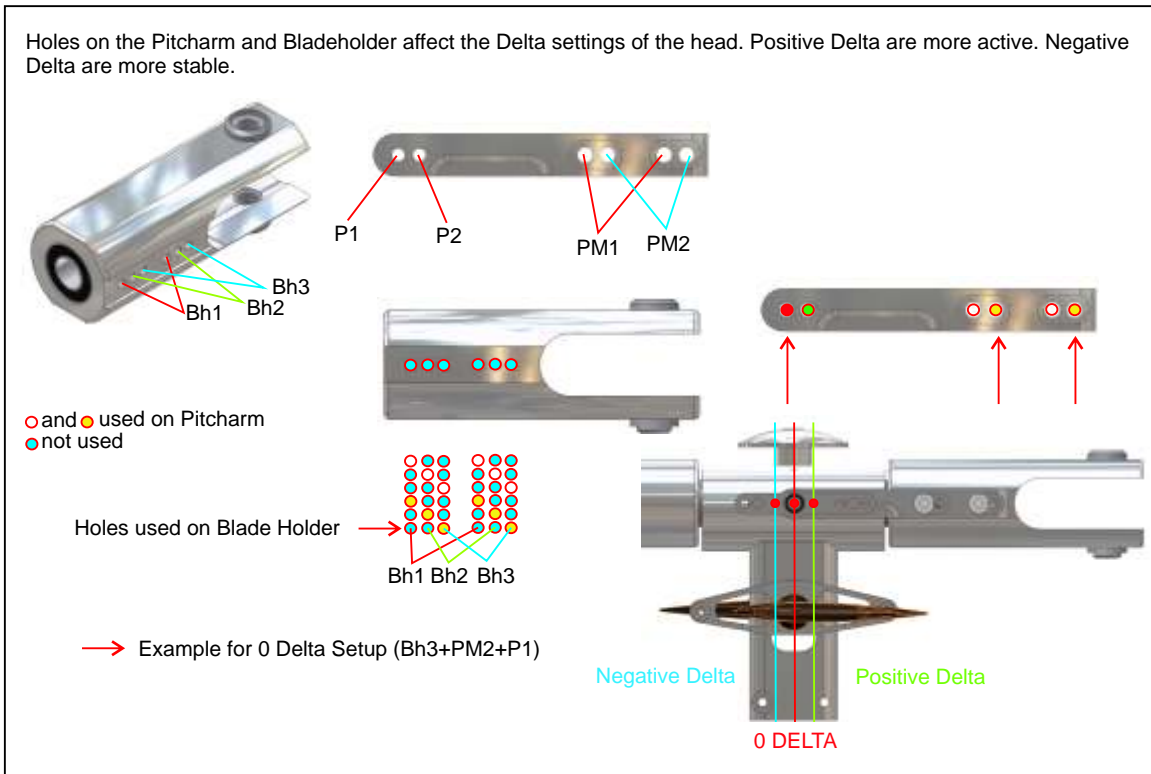 Holes on the Pitcharm and Bladeholder affect the Delta settings of the head. Positive Delta are more active. Negative
Delta are more stable.
P1
P2
PM1
PM2
Bh3
Bh2
Bh1
and
used on Pitcharm
not used
Holes used on Blade Holder
Bh1
Bh2
Bh3
Example for 0 Delta Setup (Bh3+PM2+P1)
Negative Delta
Positive Delta
0 DELTA